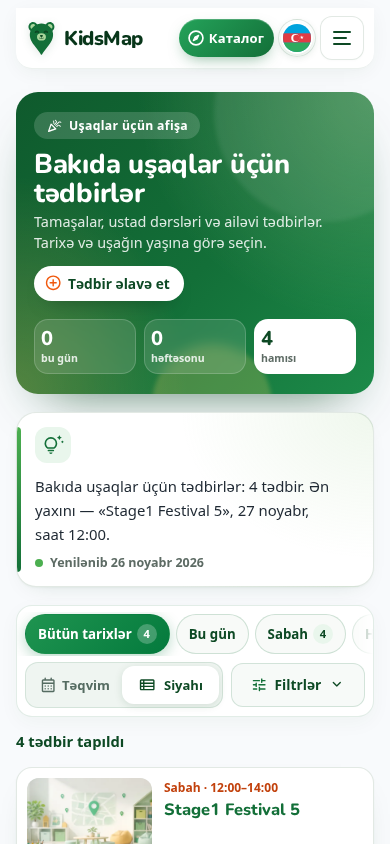 KidsMap
Каталог
Uşaqlar üçün afişa
Bakıda uşaqlar üçün
tədbirlər
Tamaşalar, ustad dərsləri və ailəvi tədbirlər.
Tarixə və uşağın yaşına görə seçin.
Tədbir əlavə et
0
bu gün
0
həftəsonu
4
hamısı
Bakıda uşaqlar üçün tədbirlər: 4 tədbir. Ən
yaxını — «Stage1 Festival 5», 27 noyabr,
saat 12:00.
Yenilənib 26 noyabr 2026
Bütün tarixlər 4
Bu gün
Sabah 4
Təqvim
Siyahı
Filtrlər
4 tədbir tapıldı
Sabah · 12:00–14:00
Stage1 Festival 5